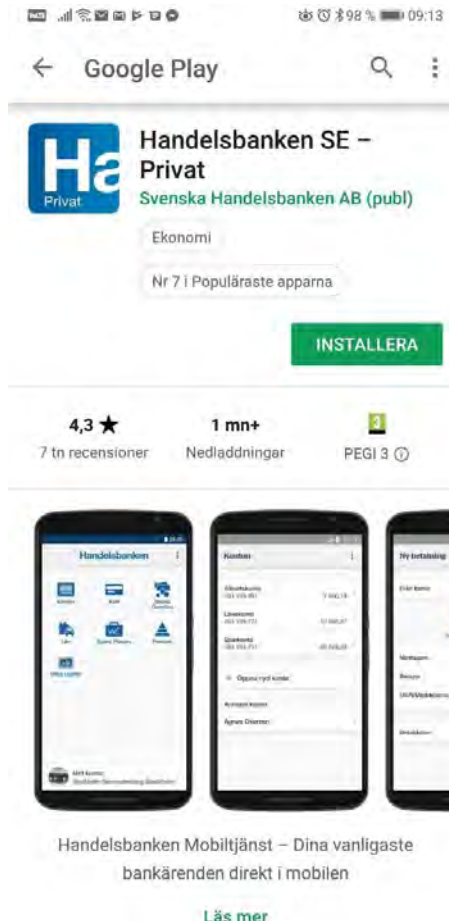 98 % 09:13
Google Play
Ha
Privat
Handelsbanken SE –
Privat
Svenska Handelsbanken AB (publ)
Ekonomi
Nr 7 i Populäraste apparna
INSTALLERA
4,3 ★
7 tn recensioner
1 mn+
Nedladdningar
3
PEGI 3
Handelsbanken
Konton
Ny betalning
Handelsbanken Mobiltjänst – Dina vanligaste
bankärenden direkt i mobilen
Läs mer